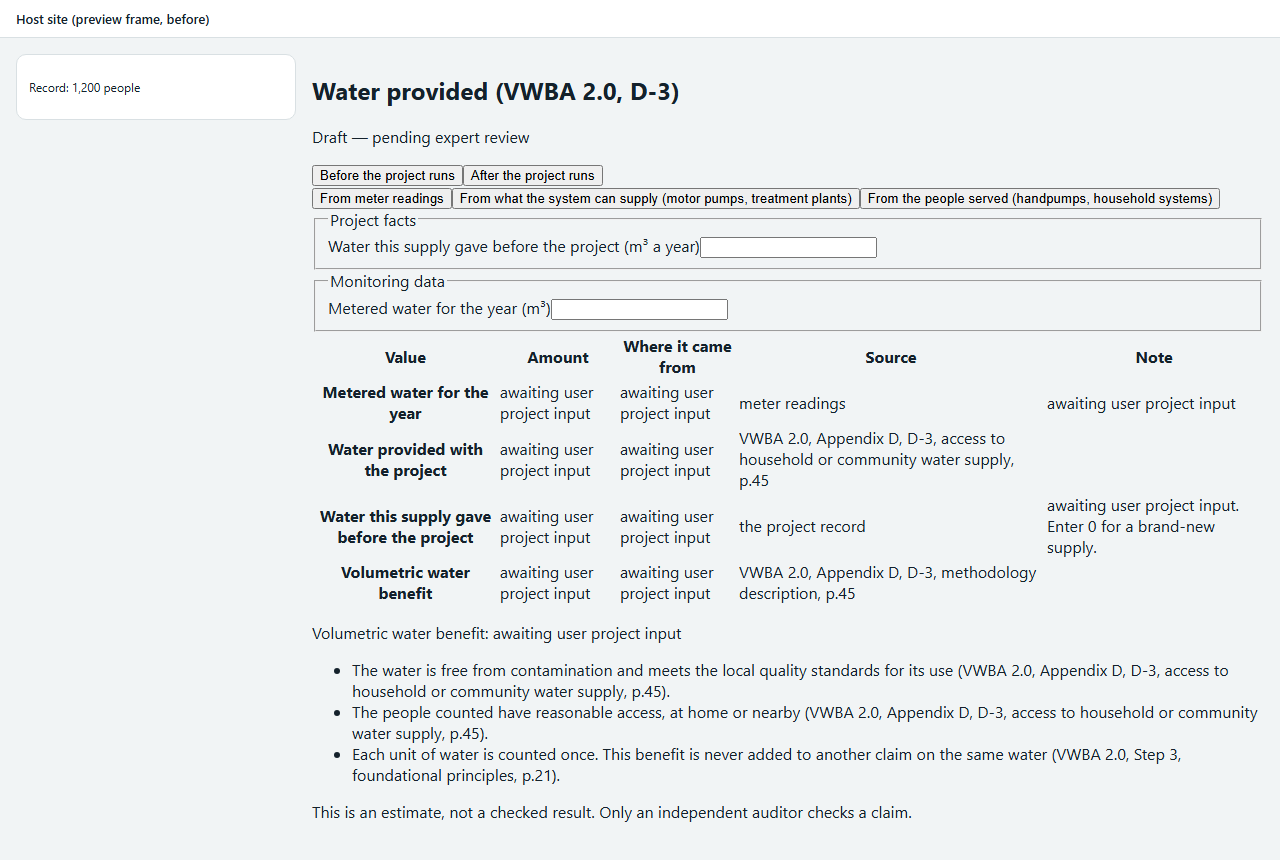 Host site (preview frame, before)
Record: 1,200 people
Water provided (VWBA 2.0, D-3)
Draft — pending expert review
Before the project runs After the project runs
From meter readings From what the system can supply (motor pumps, treatment plants) From the people served (handpumps, household systems)
Project facts
Water this supply gave before the project (m³ a year)
Monitoring data
Metered water for the year (m³)
Value Amount Where it came from Source Note
Metered water for the year awaiting user project input awaiting user project input meter readings awaiting user project input
Water provided with the project awaiting user project input awaiting user project input VWBA 2.0, Appendix D, D-3, access to household or community water supply, p.45
Water this supply gave before the project awaiting user project input awaiting user project input the project record awaiting user project input. Enter 0 for a brand-new supply.
Volumetric water benefit awaiting user project input awaiting user project input VWBA 2.0, Appendix D, D-3, methodology description, p.45
Volumetric water benefit: awaiting user project input
The water is free from contamination and meets the local quality standards for its use (VWBA 2.0, Appendix D, D-3, access to
household or community water supply, p.45).
The people counted have reasonable access, at home or nearby (VWBA 2.0, Appendix D, D-3, access to household or community
water supply, p.45).
Each unit of water is counted once. This benefit is never added to another claim on the same water (VWBA 2.0, Step 3,
foundational principles, p.21).
This is an estimate, not a checked result. Only an independent auditor checks a claim.